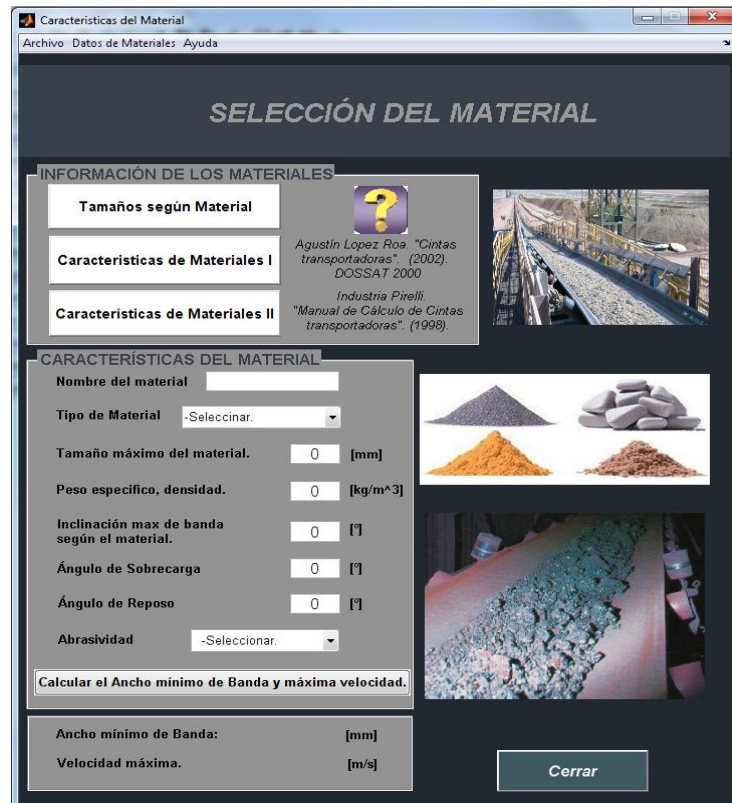 Caracteristicas del Material
Archivo Datos de Materiales Ayuda
SELECCIÓN DEL MATERIAL
INFORMACIÓN DE LOS MATERIALES
Tamaños según Material
Caracteristicas de Materiales I
Características de Materiales II
?
Agustín Lopez Roa. "Cintas
transportadoras". (2002).
DOSSAT 2000
Industria Pirelli.
"Manual de Cálculo de Cintas
transportadoras". (1998).
CARACTERÍSTICAS DEL MATERIAL
Nombre del material
Tipo de Material -Seleccinar.
Tamaño máximo del material. 0 [mm]
Peso especifico, densidad. 0 [kg/m^3]
Inclinación max de banda
según el material. 0 [º]
Ángulo de Sobrecarga 0 [º]
Ángulo de Reposo 0 [º]
Abrasividad -Seleccionar.
Calcular el Ancho mínimo de Banda y máxima velocidad.
Ancho mínimo de Banda: [mm]
Velocidad máxima. [m/s]
Cerrar